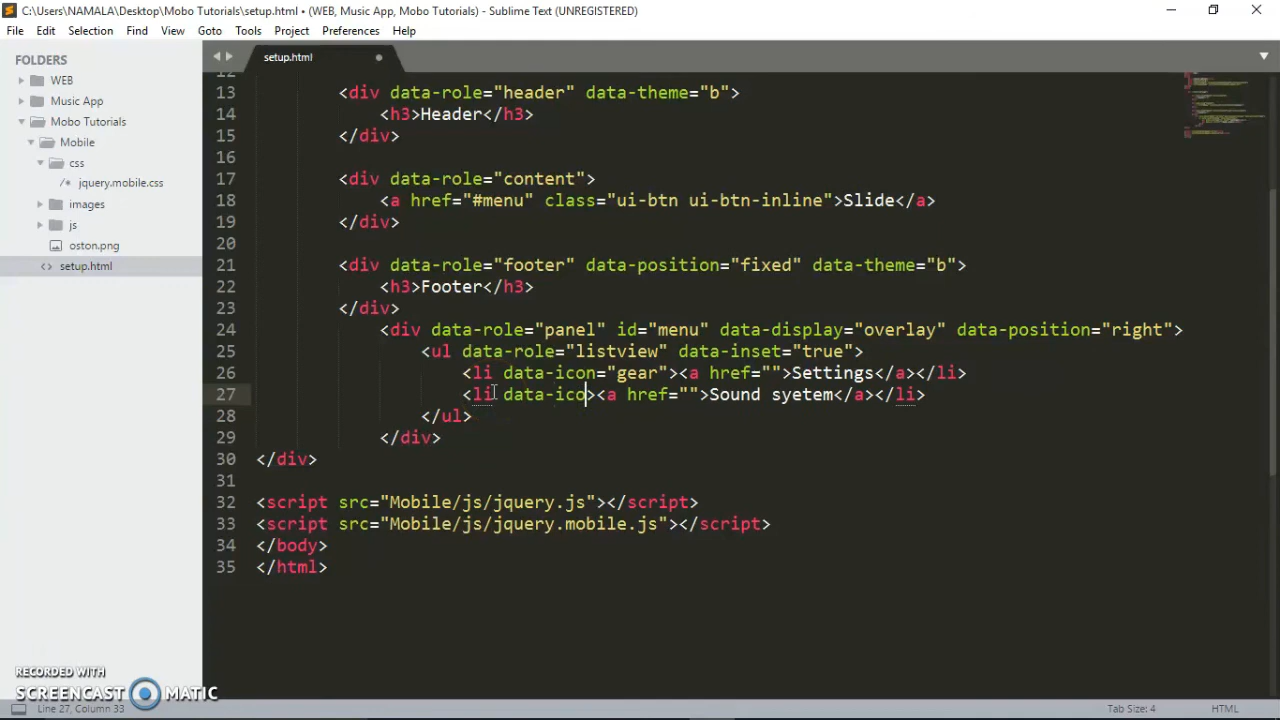 C:\Users\NAMALA\Desktop\Mobo Tutorials\setup.html • (WEB, Music App, Mobo Tutorials) - Sublime Text (UNREGISTERED)
File Edit Selection Find View Goto Tools Project Preferences Help
FOLDERS
WEB
Music App
Mobo Tutorials
Mobile
css
/* jquery.mobile.css
images
js
oston.png
<> setup.html
setup.html
12
13 <div data-role="header" data-theme="b">
14 <h3>Header</h3>
15 </div>
16
17 <div data-role="content">
18 <a href="#menu" class="ui-btn ui-btn-inline">Slide</a>
19 </div>
20
21 <div data-role="footer" data-position="fixed" data-theme="b">
22 <h3>Footer</h3>
23 </div>
24 <div data-role="panel" id="menu" data-display="overlay" data-position="right">
25 <ul data-role="listview" data-inset="true">
26 <li data-icon="gear"><a href="">Settings</a></li>
27 <li data-ico><a href="">Sound syetem</a></li>
28 </ul>
29 </div>
30 </div>
31
32 <script src="Mobile/js/jquery.js"></script>
33 <script src="Mobile/js/jquery.mobile.js"></script>
34 </body>
35 </html>
RECORDED WITH
SCREENCAST MATIC
Line 27, Column 33
Tab Size: 4
HTML